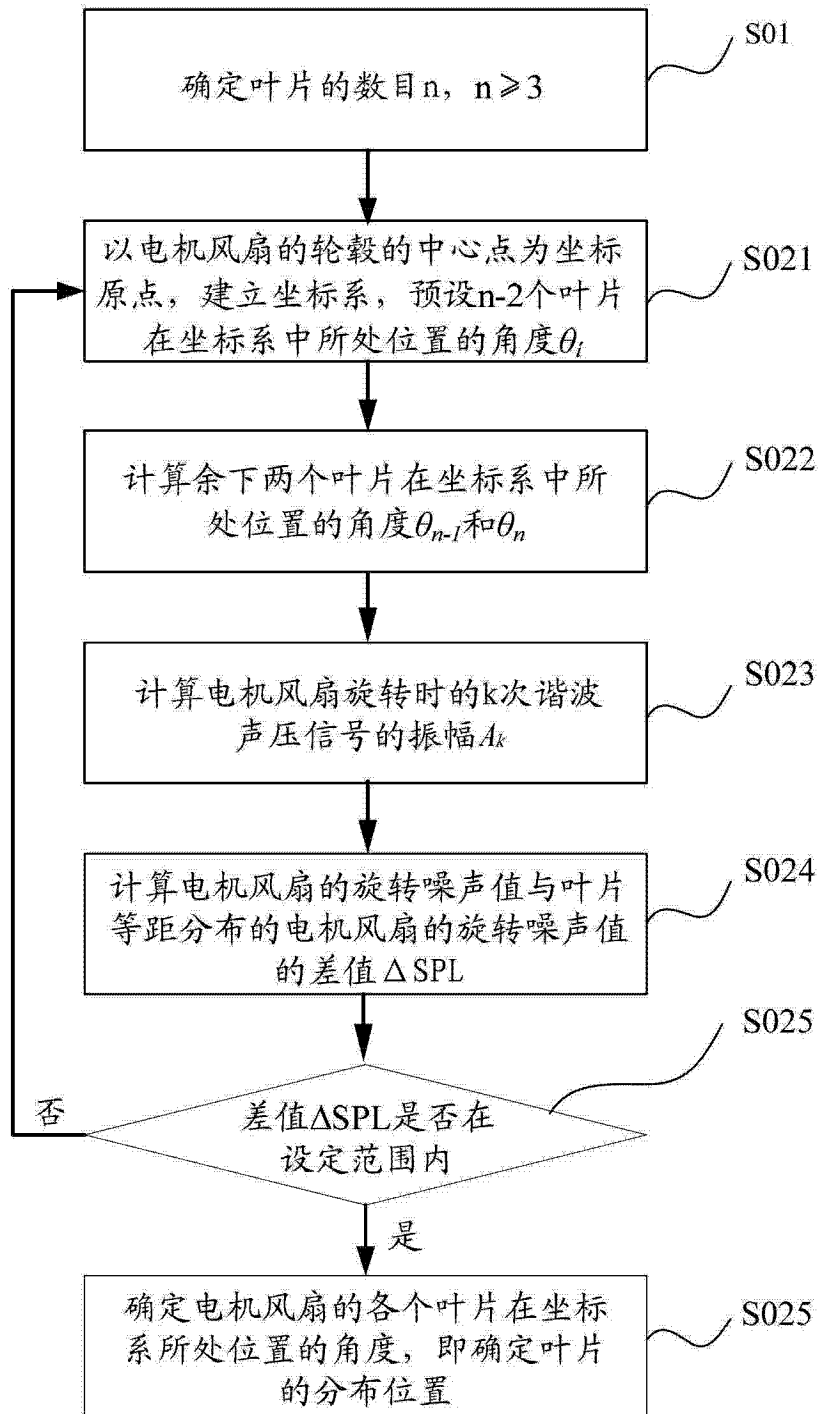 S01
确定叶片的数目n，n≥3
S021
以电机风扇的轮毂的中心点为坐标
原点，建立坐标系，预设n-2个叶片
在坐标系中所处位置的角度θi
S022
计算余下两个叶片在坐标系中所
处位置的角度θn-1和θn
S023
计算电机风扇旋转时的k次谐波
声压信号的振幅Ak
S024
计算电机风扇的旋转噪声值与叶片
等距分布的电机风扇的旋转噪声值
的差值ΔSPL
S025
否
差值ΔSPL是否在
设定范围内
是
S025
确定电机风扇的各个叶片在坐标
系所处位置的角度，即确定叶片
的分布位置